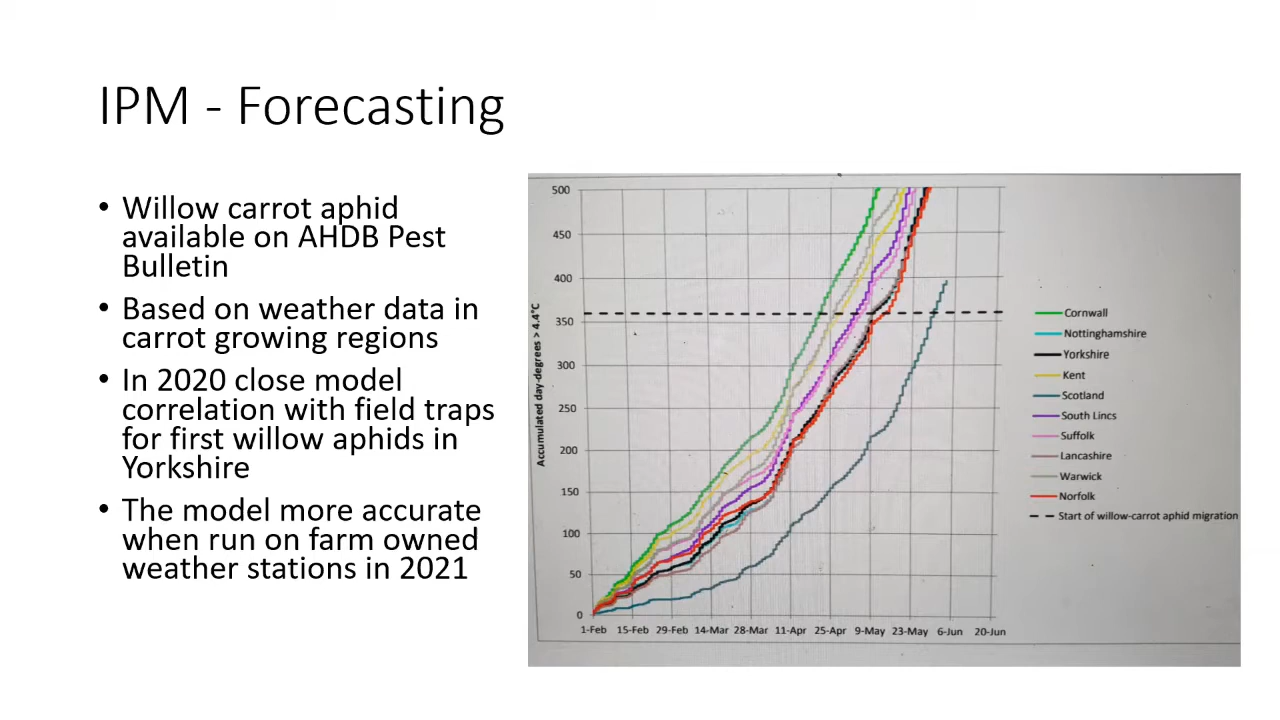 IPM - Forecasting
• Willow carrot aphid
available on AHDB Pest
Bulletin
• Based on weather data in
carrot growing regions
• In 2020 close model
correlation with field traps
for first willow aphids in
Yorkshire
• The model more accurate
when run on farm owned
weather stations in 2021
Accumulated day-degrees > 4.4°C
500
450
400
350
300
250
200
150
100
50
0
1-Feb 15-Feb 29-Feb 14-Mar 28-Mar 11-Apr 25-Apr 9-May 23-May 6-Jun 20-Jun
Cornwall
Nottinghamshire
Yorkshire
Kent
Scotland
South Lincs
Suffolk
Lancashire
Warwick
Norfolk
Start of willow-carrot aphid migration